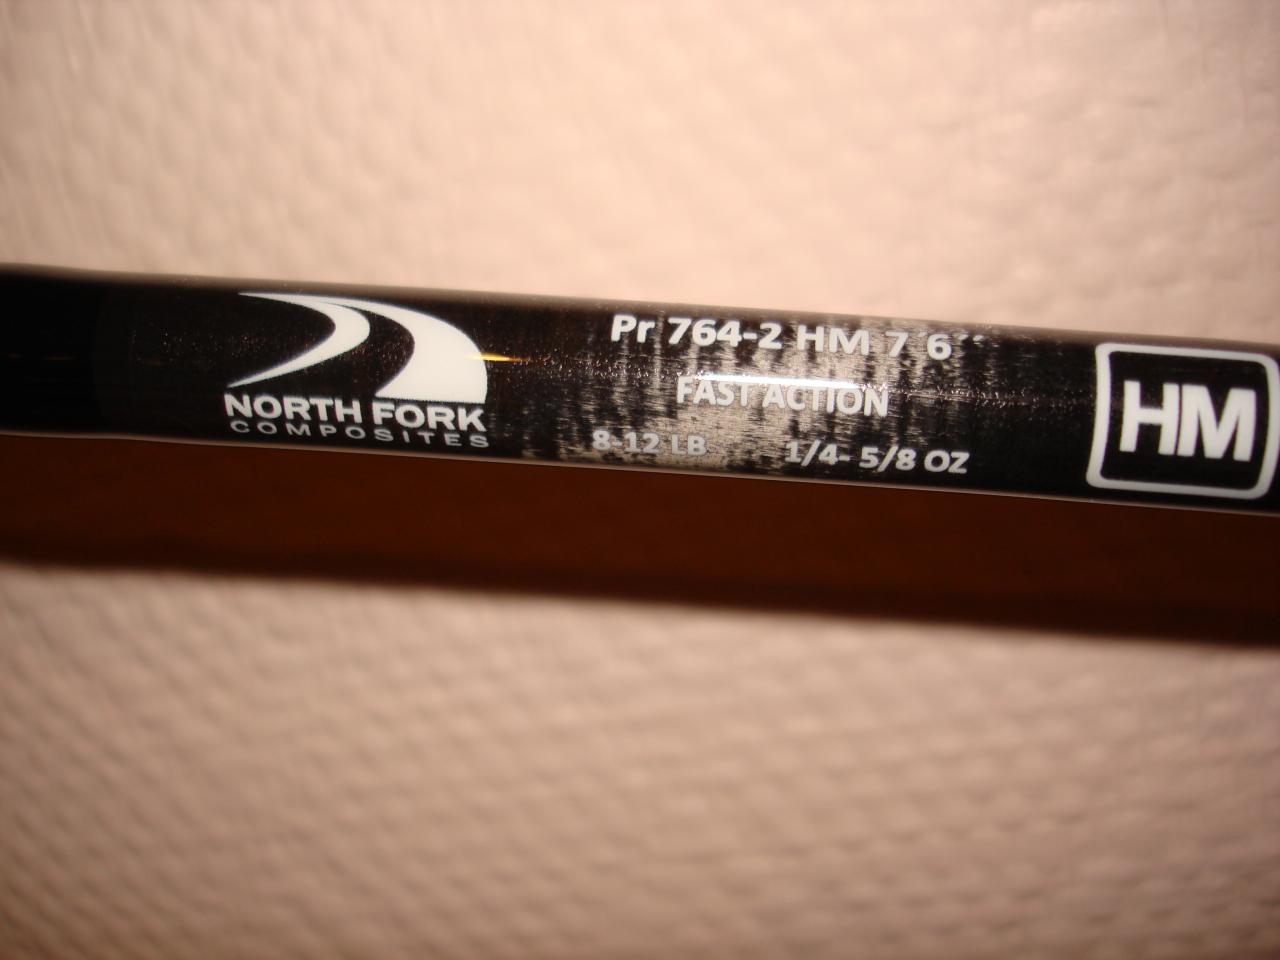 NORTH FORK
COMPOSITES
Pr 764-2 HM 7 6´´
FAST ACTION
8-12 LB 1/4- 5/8 OZ
HM